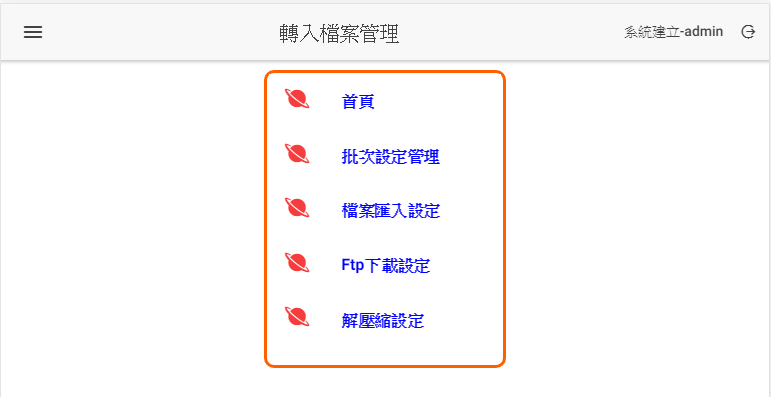 轉入檔案管理
系統建立-admin
首頁
批次設定管理
檔案匯入設定
Ftp下載設定
解壓縮設定